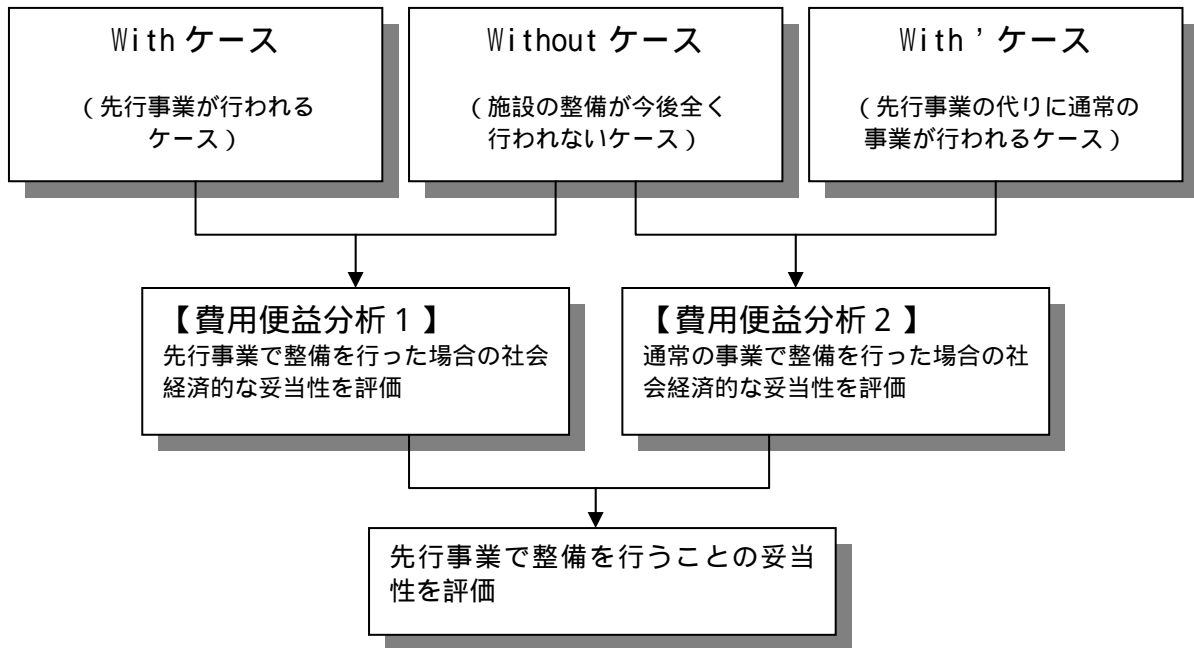 With ケース
(先行事業が行われる
ケース)
Without ケース
(施設の整備が今後全く
行われないケース)
With ’ ケース
(先行事業の代りに通常の
事業が行われるケース)
【費用便益分析1】
先行事業で整備を行った場合の社会
経済的な妥当性を評価
【費用便益分析2】
通常の事業で整備を行った場合の社
会経済的な妥当性を評価
先行事業で整備を行うことの妥当
性を評価